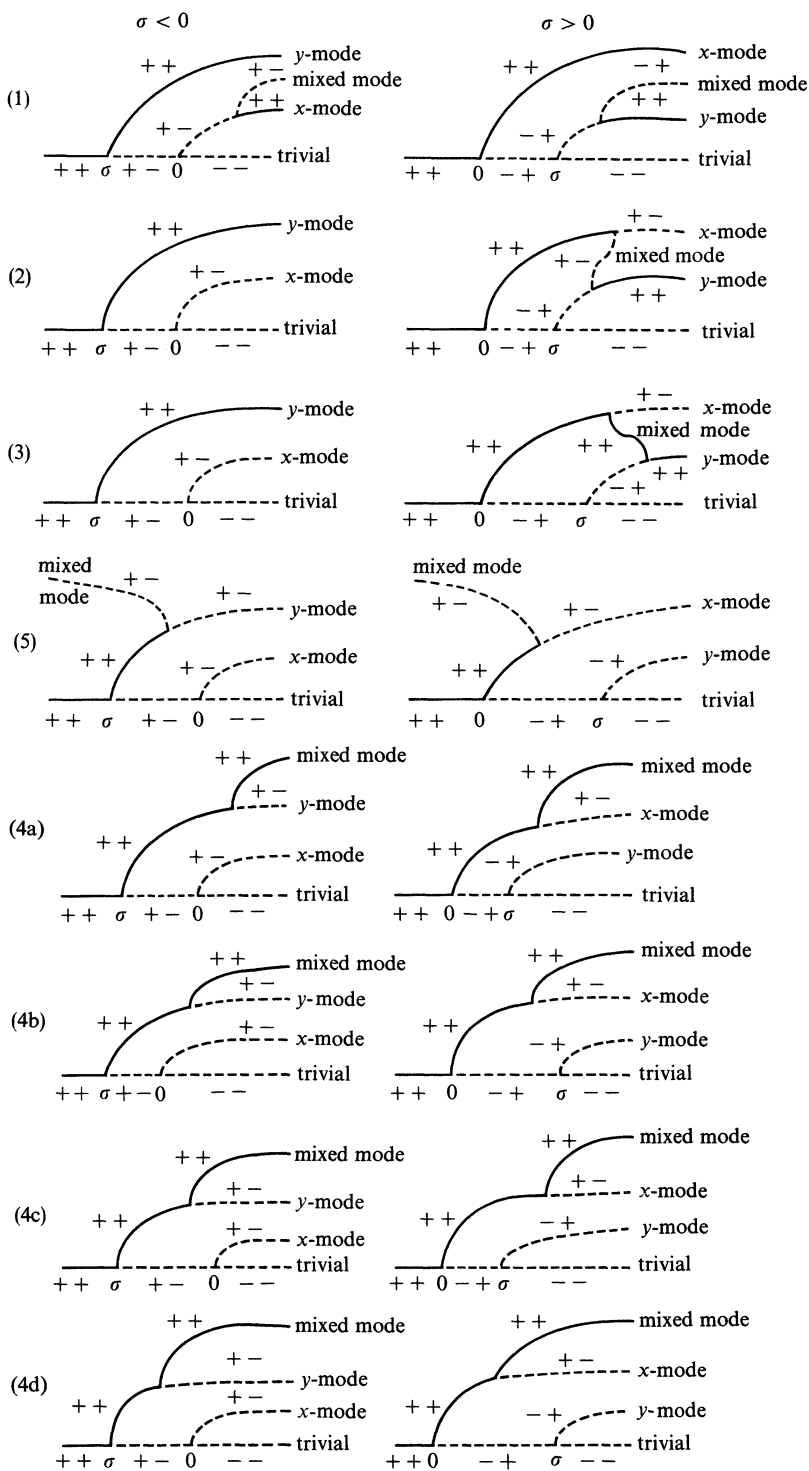 σ < 0 σ > 0
+ + y-mode
+ −
mixed mode
+ +
x-mode
+ −
trivial
(1)
+ + σ + − 0 − −
x-mode
+ +
− +
mixed mode
+ +
y-mode
− +
trivial
+ + 0 − + σ − −
(2)
+ +
y-mode
+ −
x-mode
trivial
+ + σ + − 0 − −
+ −
x-mode
+ +
mixed mode
+ −
y-mode
+ +
− +
trivial
+ + 0 − + σ − −
(3)
+ +
y-mode
+ −
x-mode
trivial
+ + σ + − 0 − −
+ −
x-mode
mixed mode
+ +
+ +
y-mode
− +
+ +
trivial
+ + 0 − + σ − −
(5)
mixed
mode
+ −
+ −
y-mode
+ +
+ −
x-mode
trivial
+ + σ + − 0 − −
mixed mode
+ −
+ −
x-mode
+ +
− +
y-mode
trivial
+ + 0 − + σ − −
(4a)
+ +
mixed mode
+ −
y-mode
+ +
+ −
x-mode
trivial
+ + σ + − 0 − −
+ +
mixed mode
+ −
x-mode
+ +
− +
y-mode
trivial
+ + 0 − + σ − −
(4b)
+ +
mixed mode
+ −
y-mode
+ +
+ −
x-mode
trivial
+ + σ + − 0 − −
+ +
mixed mode
+ −
x-mode
+ +
− +
y-mode
trivial
+ + 0 − + σ − −
(4c)
+ +
mixed mode
+ −
y-mode
+ +
+ −
x-mode
trivial
+ + σ + − 0 − −
+ +
mixed mode
+ −
x-mode
+ +
− +
y-mode
trivial
+ + 0 − + σ − −
(4d)
+ +
mixed mode
+ −
y-mode
+ +
+ −
x-mode
trivial
+ + σ + − 0 − −
+ +
mixed mode
+ −
x-mode
+ +
− +
y-mode
trivial
+ + 0 − + σ − −